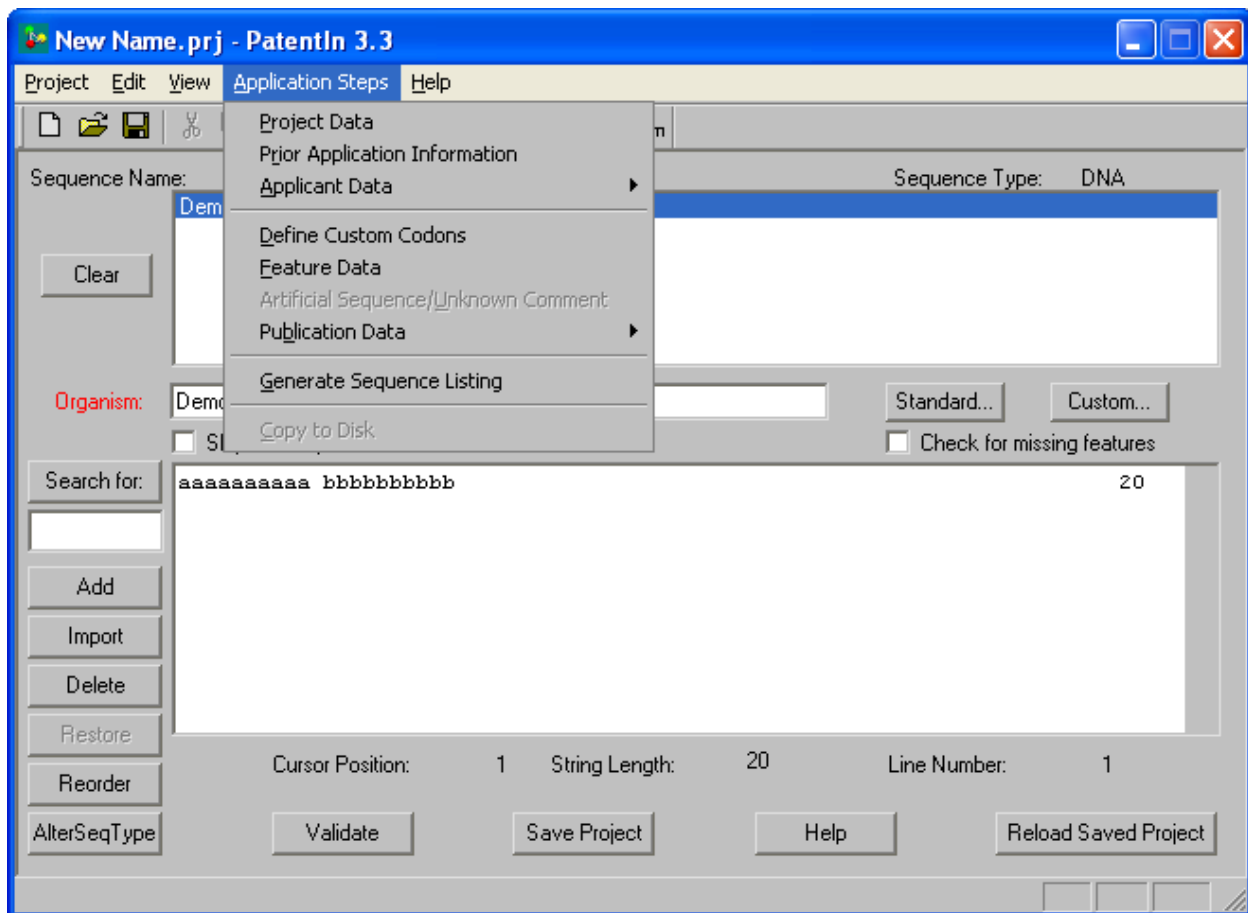 New Name.prj - PatentIn 3.3
Project Edit View Application Steps Help
Project Data
Prior Application Information
Applicant Data
Define Custom Codons
Feature Data
Artificial Sequence/Unknown Comment
Publication Data
Generate Sequence Listing
Copy to Disk
Sequence Name: Sequence Type: DNA
Clear
Organism: Standard... Custom...
Check for missing features
Search for: aaaaaaaaaa bbbbbbbbbb 20
Add
Import
Delete
Restore
Reorder
AlterSeqType
Cursor Position: 1 String Length: 20 Line Number: 1
Validate Save Project Help Reload Saved Project